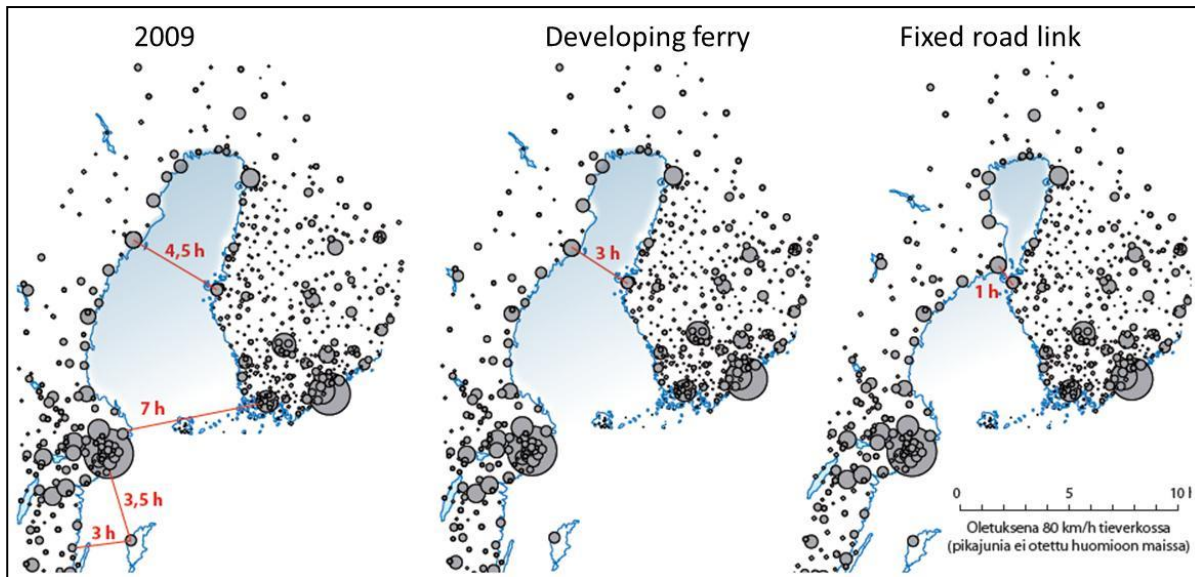 2009
Developing ferry
Fixed road link
4,5 h
3 h
1 h
7 h
3,5 h
3 h
0 5 10 h
Oletuksena 80 km/h tieverkossa
(pikajunia ei otettu huomioon maissa)